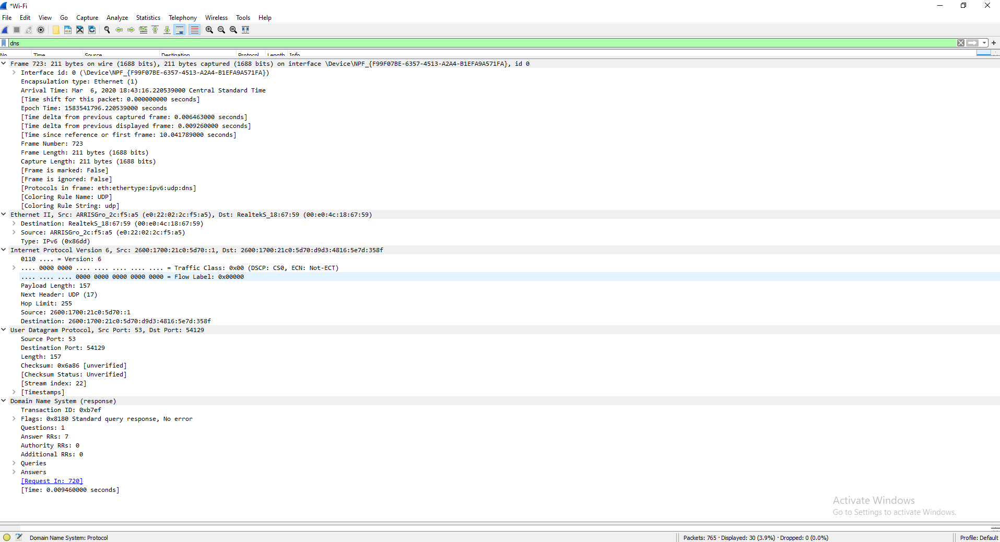 *Wi-Fi
File Edit View Go Capture Analyze Statistics Telephony Wireless Tools Help
dns
No. Time Source Destination Protocol Length Info
Frame 723: 211 bytes on wire (1688 bits), 211 bytes captured (1688 bits) on interface \Device\NPF_{F99F07BE-6357-4513-A2A4-B1EFA9A571FA}, id 0
Interface id: 0 (\Device\NPF_{F99F07BE-6357-4513-A2A4-B1EFA9A571FA})
Encapsulation type: Ethernet (1)
Arrival Time: Mar  6, 2020 18:43:16.220539000 Central Standard Time
[Time shift for this packet: 0.000000000 seconds]
Epoch Time: 1583541796.220539000 seconds
[Time delta from previous captured frame: 0.006463000 seconds]
[Time delta from previous displayed frame: 0.009260000 seconds]
[Time since reference or first frame: 10.041789000 seconds]
Frame Number: 723
Frame Length: 211 bytes (1688 bits)
Capture Length: 211 bytes (1688 bits)
[Frame is marked: False]
[Frame is ignored: False]
[Protocols in frame: eth:ethertype:ipv6:udp:dns]
[Coloring Rule Name: UDP]
[Coloring Rule String: udp]
Ethernet II, Src: ARRISGro_2c:f5:a5 (e0:22:02:2c:f5:a5), Dst: RealtekS_18:67:59 (00:e0:4c:18:67:59)
Destination: RealtekS_18:67:59 (00:e0:4c:18:67:59)
Source: ARRISGro_2c:f5:a5 (e0:22:02:2c:f5:a5)
Type: IPv6 (0x86dd)
Internet Protocol Version 6, Src: 2600:1700:21c0:5d70::1, Dst: 2600:1700:21c0:5d70:d9d3:4816:5e7d:358f
0110 .... = Version: 6
.... 0000 0000 .... .... .... .... .... = Traffic Class: 0x00 (DSCP: CS0, ECN: Not-ECT)
.... .... .... 0000 0000 0000 0000 0000 = Flow Label: 0x00000
Payload Length: 157
Next Header: UDP (17)
Hop Limit: 255
Source: 2600:1700:21c0:5d70::1
Destination: 2600:1700:21c0:5d70:d9d3:4816:5e7d:358f
User Datagram Protocol, Src Port: 53, Dst Port: 54129
Source Port: 53
Destination Port: 54129
Length: 157
Checksum: 0x6a86 [unverified]
[Checksum Status: Unverified]
[Stream index: 22]
[Timestamps]
Domain Name System (response)
Transaction ID: 0xb7ef
Flags: 0x8180 Standard query response, No error
Questions: 1
Answer RRs: 7
Authority RRs: 0
Additional RRs: 0
Queries
Answers
[Request In: 720]
[Time: 0.009460000 seconds]
Activate Windows
Go to Settings to activate Windows.
Domain Name System: Protocol
Packets: 765 · Displayed: 30 (3.9%) · Dropped: 0 (0.0%)
Profile: Default